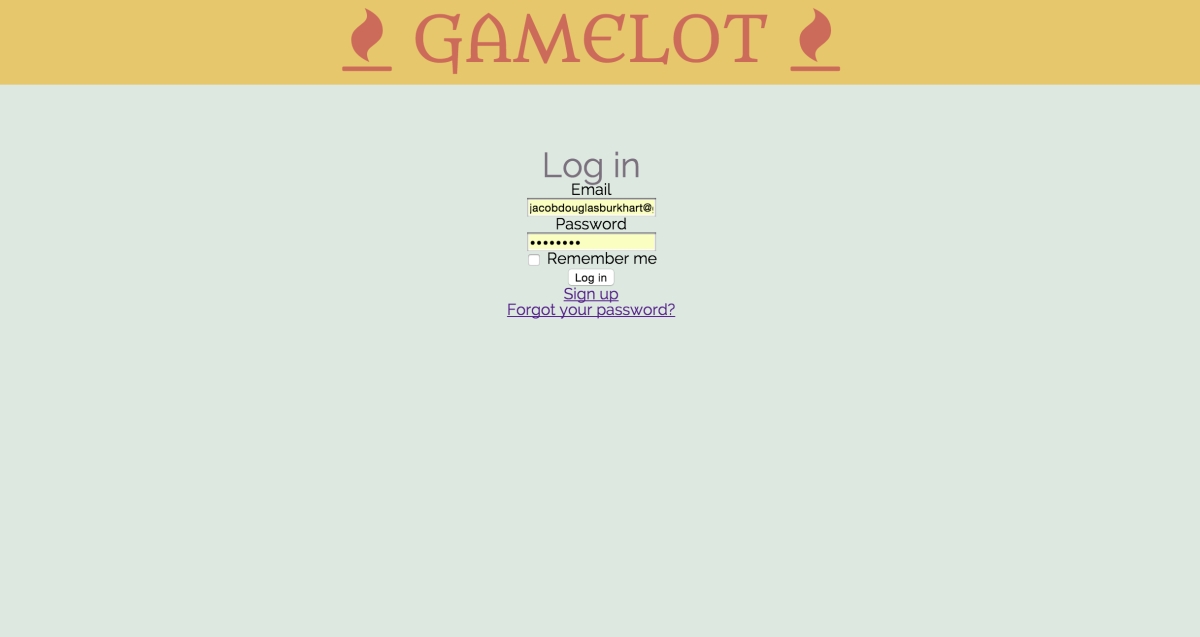 GAMELOT
Log in
Email
jacobdouglasburkhart@
Password
••••••••
Remember me
Log in
Sign up
Forgot your password?